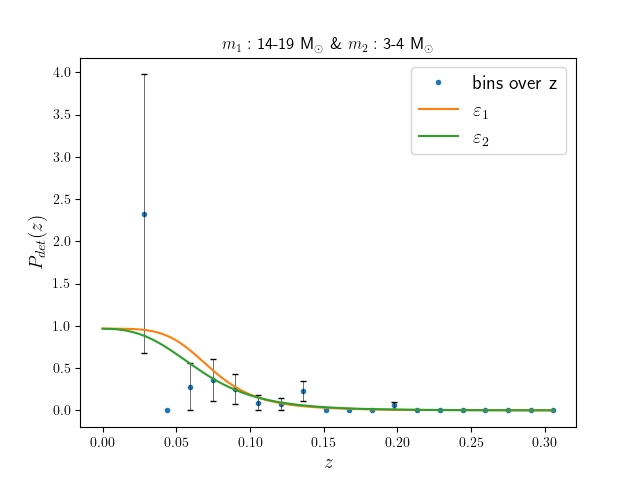 m₁ : 14-19 M⊙ & m₂ : 3-4 M⊙
bins over z
ε₁
ε₂
P_det(z)
4.0
3.5
3.0
2.5
2.0
1.5
1.0
0.5
0.0
0.00 0.05 0.10 0.15 0.20 0.25 0.30
z